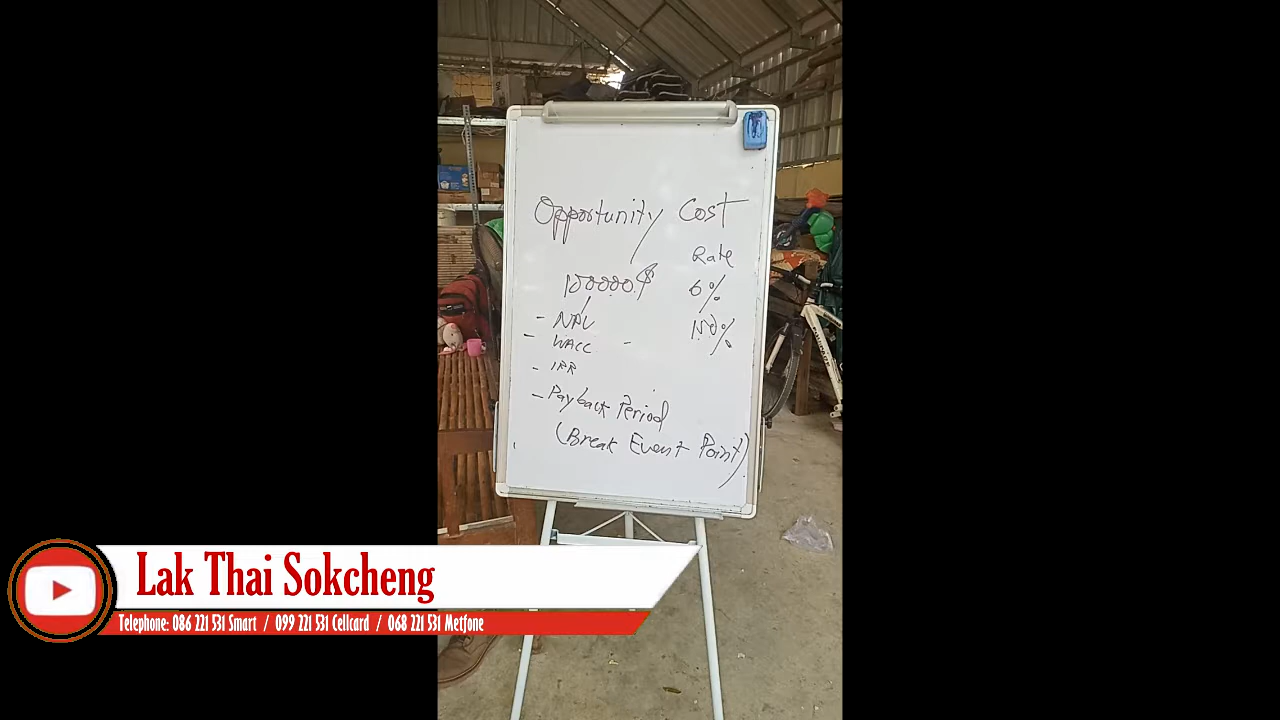 Opportunity Cost
Rate
100000.$ 6%
- NPV 150%
- WACC -
- IRR
- Payback Period
(Break Event Point)
Lak Thai Sokcheng
Telephone: 086 221 531 Smart / 099 221 531 Cellcard / 068 221 531 Metfone